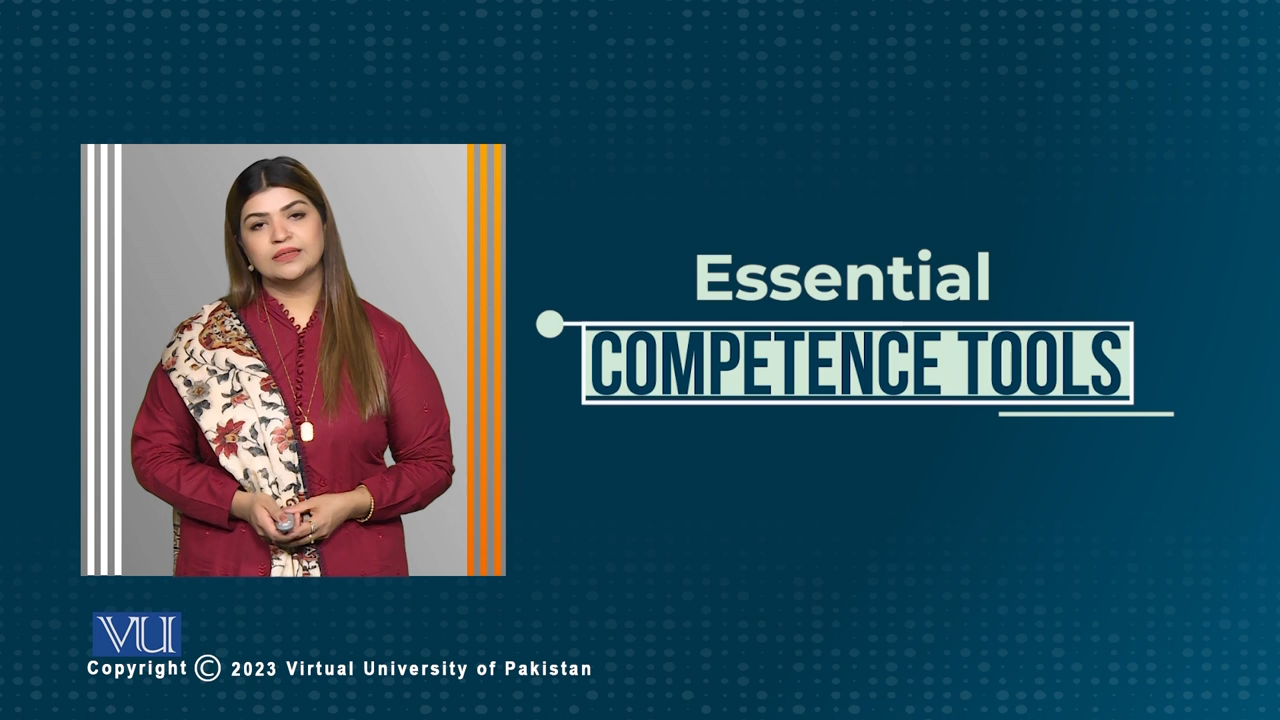 Essential
COMPETENCE TOOLS
VU
Copyright © 2023 Virtual University of Pakistan